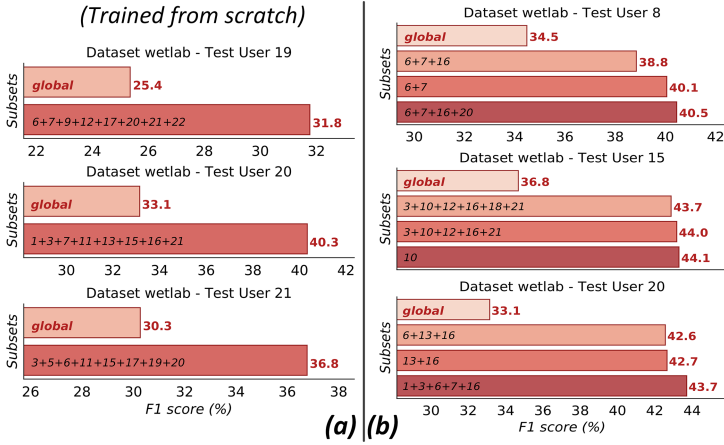 (Trained from scratch)
Dataset wetlab - Test User 19
Subsets
global 25.4
6+7+9+12+17+20+21+22 31.8
22 24 26 28 30 32
Dataset wetlab - Test User 20
Subsets
global 33.1
1+3+7+11+13+15+16+21 40.3
30 32 34 36 38 40 42
Dataset wetlab - Test User 21
Subsets
global 30.3
3+5+6+11+15+17+19+20 36.8
26 28 30 32 34 36 38
F1 score (%)
(a)
Dataset wetlab - Test User 8
Subsets
global 34.5
6+7+16 38.8
6+7 40.1
6+7+16+20 40.5
30 32 34 36 38 40 42
Dataset wetlab - Test User 15
Subsets
global 36.8
3+10+12+16+18+21 43.7
3+10+12+16+21 44.0
10 44.1
32 34 36 38 40 42 44
Dataset wetlab - Test User 20
Subsets
global 33.1
6+13+16 42.6
13+16 42.7
1+3+6+7+16 43.7
30 32 34 36 38 40 42 44
F1 score (%)
(b)